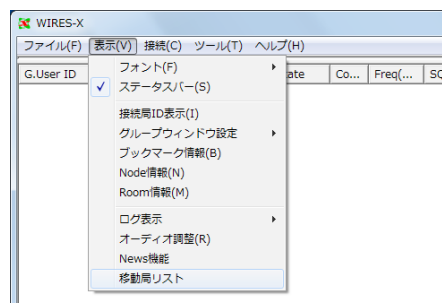 WIRES-X
ファイル(F) 表示(V) 接続(C) ツール(T) ヘルプ(H)
G.User ID ate Co... Freq(... SQ
フォント(F)
ステータスバー(S)
接続局ID表示(I)
グループウィンドウ設定
ブックマーク情報(B)
Node情報(N)
Room情報(M)
ログ表示
オーディオ調整(R)
News機能
移動局リスト